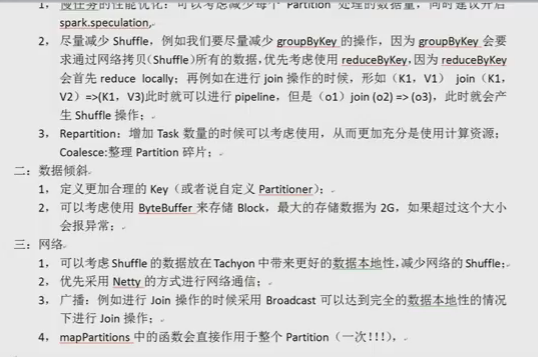 1， 慢任务的性能优化：可以考虑减少每个 Partition 处理的数据量，同时建议开启
spark.speculation,
2， 尽量减少 Shuffle，例如我们要尽量减少 groupByKey 的操作，因为 groupByKey 会要
求通过网络拷贝(Shuffle)所有的数据,优先考虑使用 reduceByKey,因为 reduceByKey
会首先 reduce locally；再例如在进行 join 操作的时候，形如（K1，V1） join（K1，
V2）=>(K1，V3)此时就可以进行 pipeline，但是（o1）join (o2) => (o3)，此时就会产
生 Shuffle 操作；
3， Repartition：增加 Task 数量的时候可以考虑使用，从而更加充分是使用计算资源；
Coalesce:整理 Partition 碎片；
二：数据倾斜
1， 定义更加合理的 Key（或者说自定义 Partitioner）；
2， 可以考虑使用 ByteBuffer 来存储 Block，最大的存储数据为 2G，如果超过这个大小
会报异常；
三：网络
1， 可以考虑 Shuffle 的数据放在 Tachyon 中带来更好的数据本地性,减少网络的 Shuffle;
2， 优先采用 Netty 的方式进行网络通信；
3， 广播：例如进行 Join 操作的时候采用 Broadcast 可以达到完全的数据本地性的情况
下进行 Join 操作；
4， mapPartitions 中的函数会直接作用于整个 Partition（一次!!!），